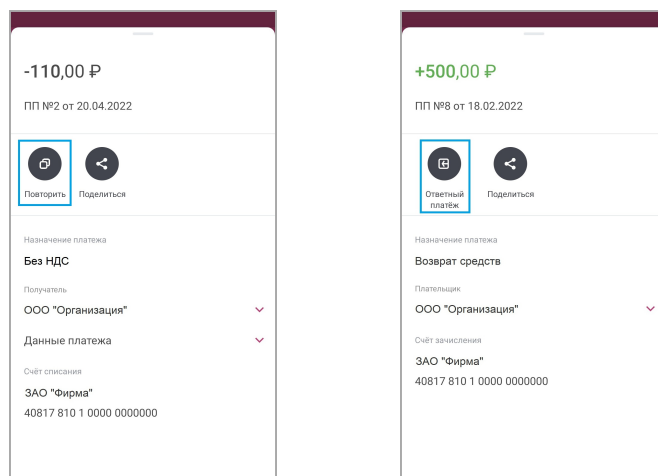 -110,00 ₽
ПП №2 от 20.04.2022
Повторить
Поделиться
Назначение платежа
Без НДС
Получатель
ООО "Организация"
Данные платежа
Счёт списания
ЗАО "Фирма"
40817 810 1 0000 0000000
+500,00 ₽
ПП №8 от 18.02.2022
Ответный
платёж
Поделиться
Назначение платежа
Возврат средств
Плательщик
ООО "Организация"
Счёт зачисления
ЗАО "Фирма"
40817 810 1 0000 0000000